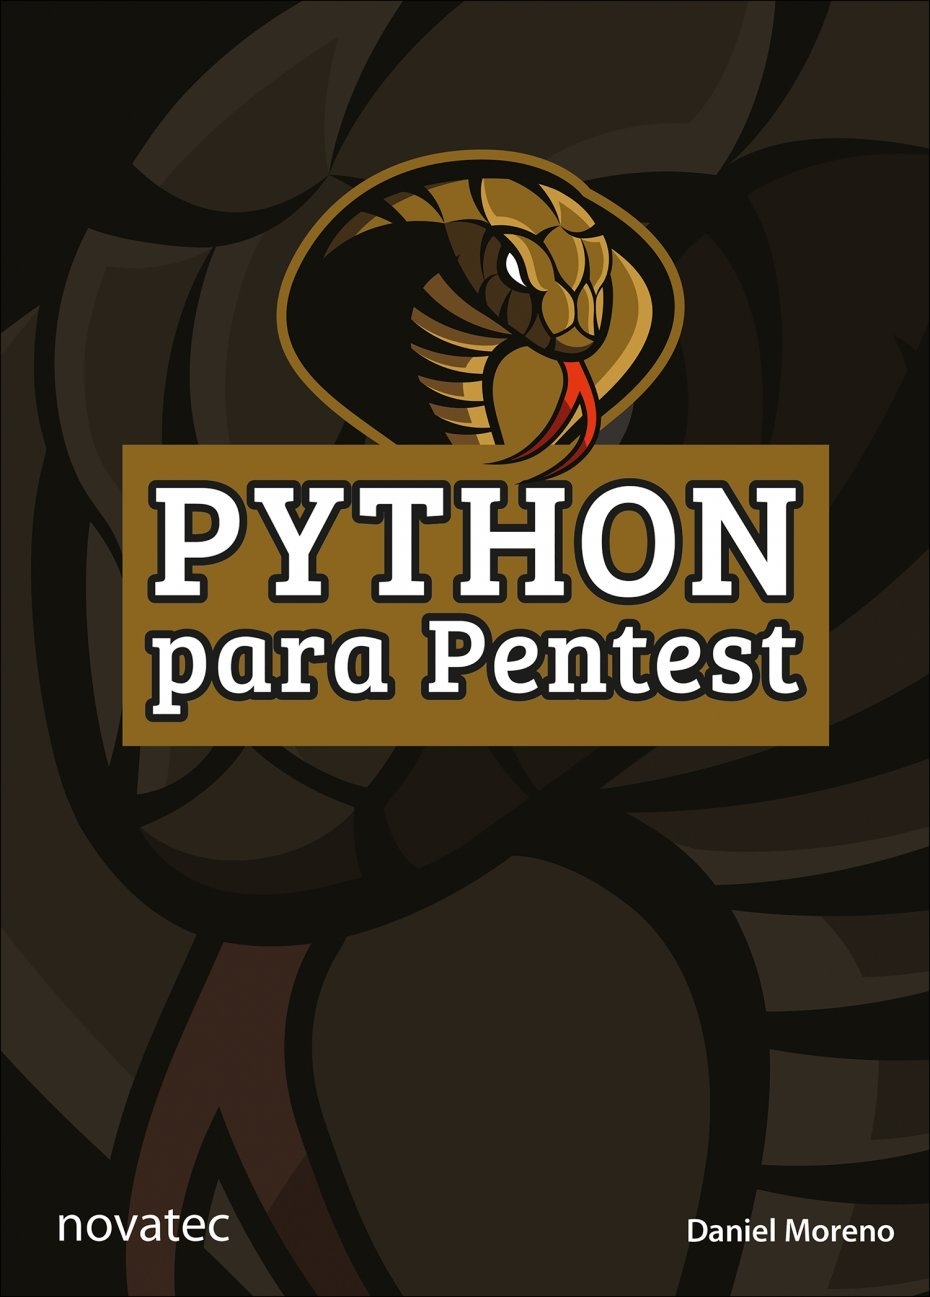 PYTHON
para Pentest
novatec
Daniel Moreno